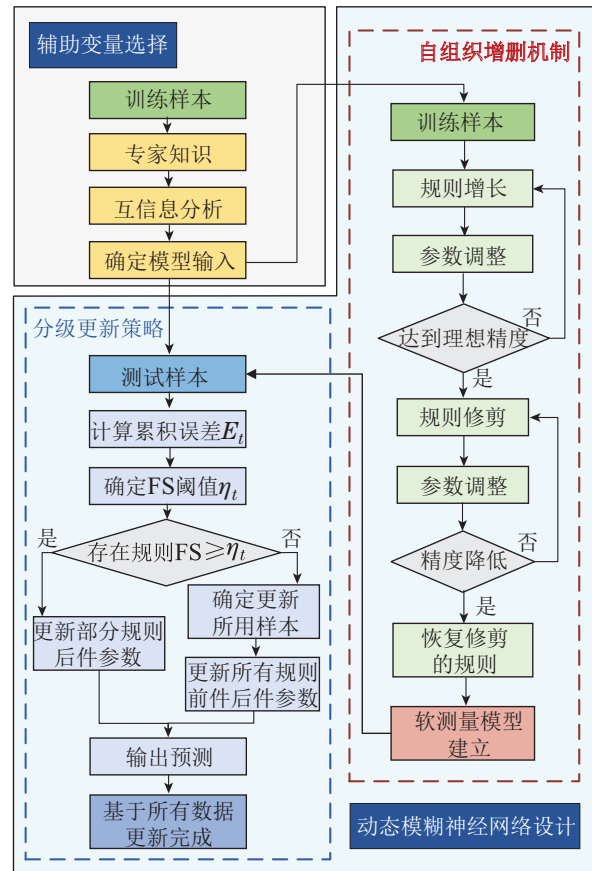 辅助变量选择
训练样本
专家知识
互信息分析
确定模型输入
自组织增删机制
训练样本
规则增长
参数调整
达到理想精度
否
是
规则修剪
参数调整
精度降低
否
是
恢复修剪
的规则
软测量模型
建立
动态模糊神经网络设计
分级更新策略
测试样本
计算累积误差E_t
确定FS阈值η_t
存在规则FS≥η_t
是
否
更新部分规则
后件参数
确定更新
所用样本
更新所有规则
前件后件参数
输出预测
基于所有数据
更新完成